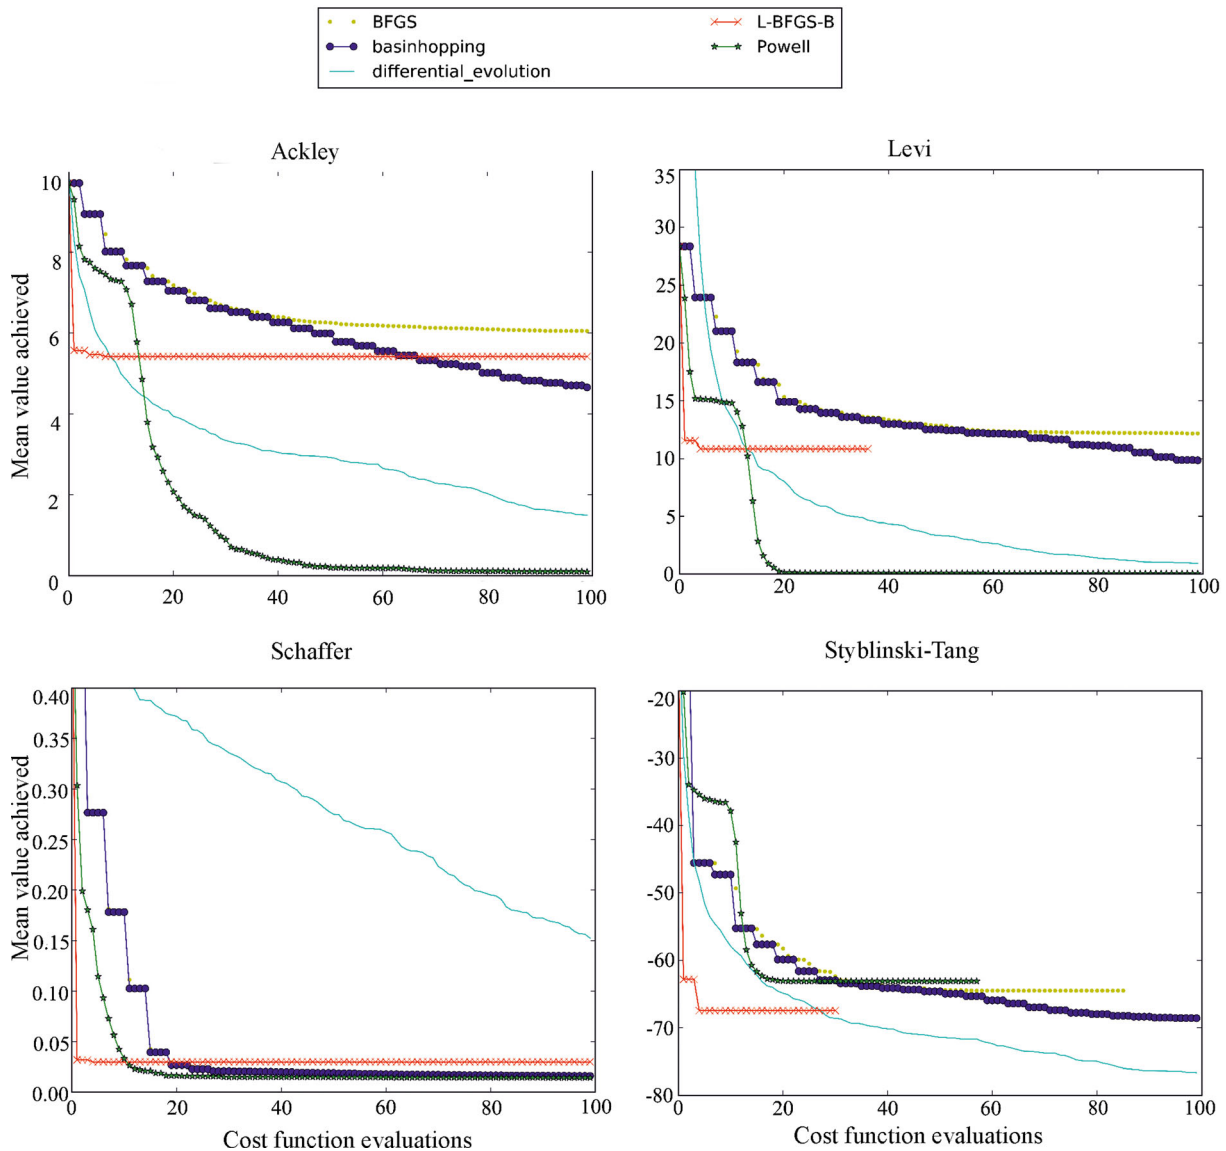 BFGS
basinhopping
differential_evolution
L-BFGS-B
Powell
Ackley
Mean value achieved
10
8
6
4
2
0
0 20 40 60 80 100
Levi
35
30
25
20
15
10
5
0
0 20 40 60 80 100
Schaffer
Mean value achieved
0.40
0.35
0.30
0.25
0.20
0.15
0.10
0.05
0.00
0 20 40 60 80 100
Cost function evaluations
Styblinski-Tang
-20
-30
-40
-50
-60
-70
-80
0 20 40 60 80 100
Cost function evaluations